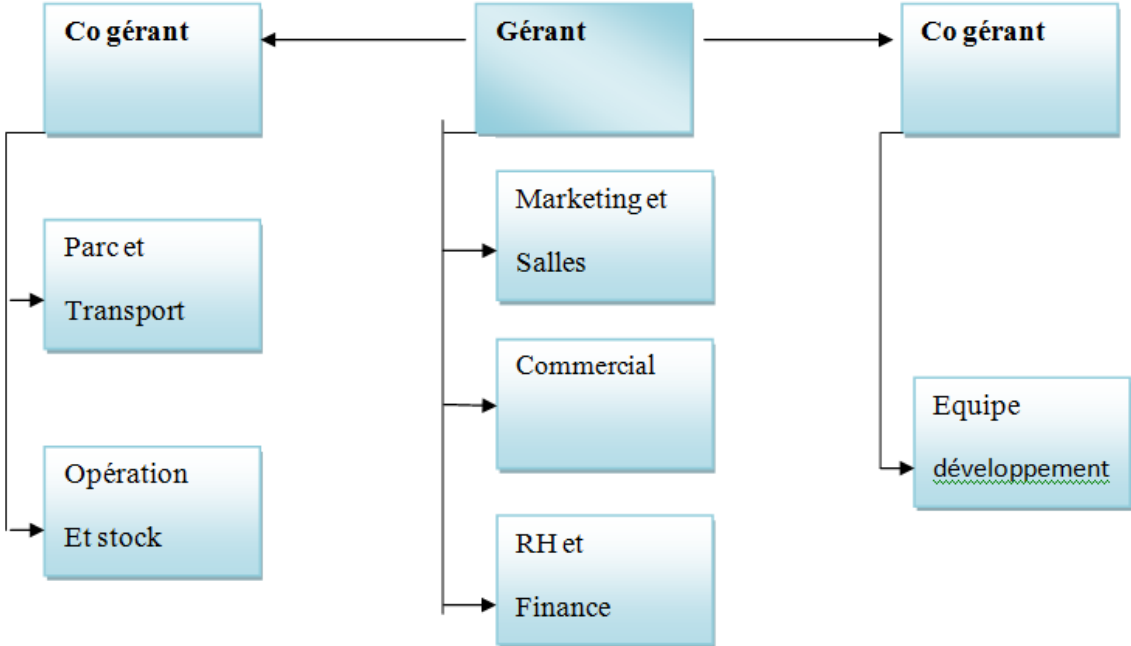 Co gérant
Gérant
Co gérant
Marketing et
Salles
Parc et
Transport
Commercial
Equipe
développement
Opération
Et stock
RH et
Finance